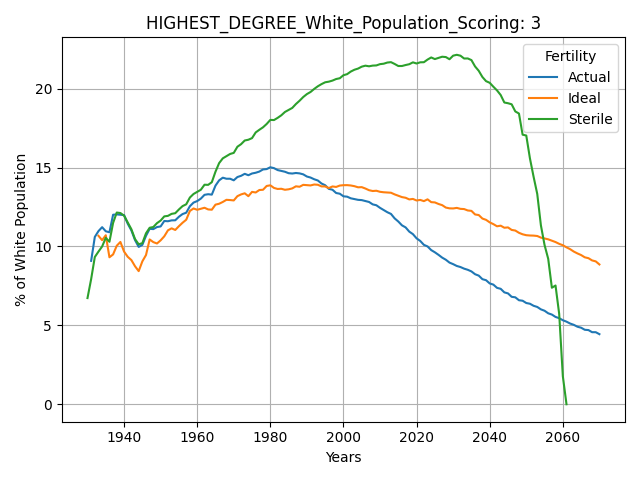 HIGHEST_DEGREE_White_Population_Scoring: 3
Fertility
Actual
Ideal
Sterile
% of White Population
20
15
10
5
0
1940 1960 1980 2000 2020 2040 2060
Years